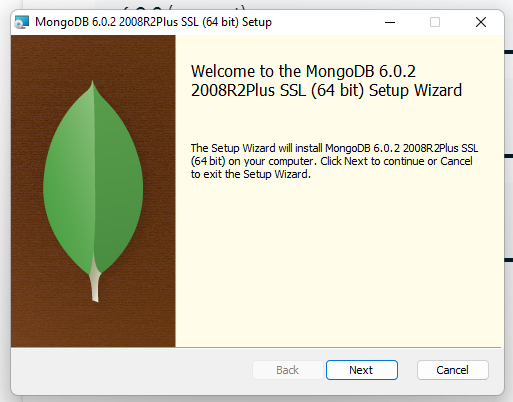 MongoDB 6.0.2 2008R2Plus SSL (64 bit) Setup
Welcome to the MongoDB 6.0.2
2008R2Plus SSL (64 bit) Setup Wizard
The Setup Wizard will install MongoDB 6.0.2 2008R2Plus SSL
(64 bit) on your computer. Click Next to continue or Cancel
to exit the Setup Wizard.
Back
Next
Cancel